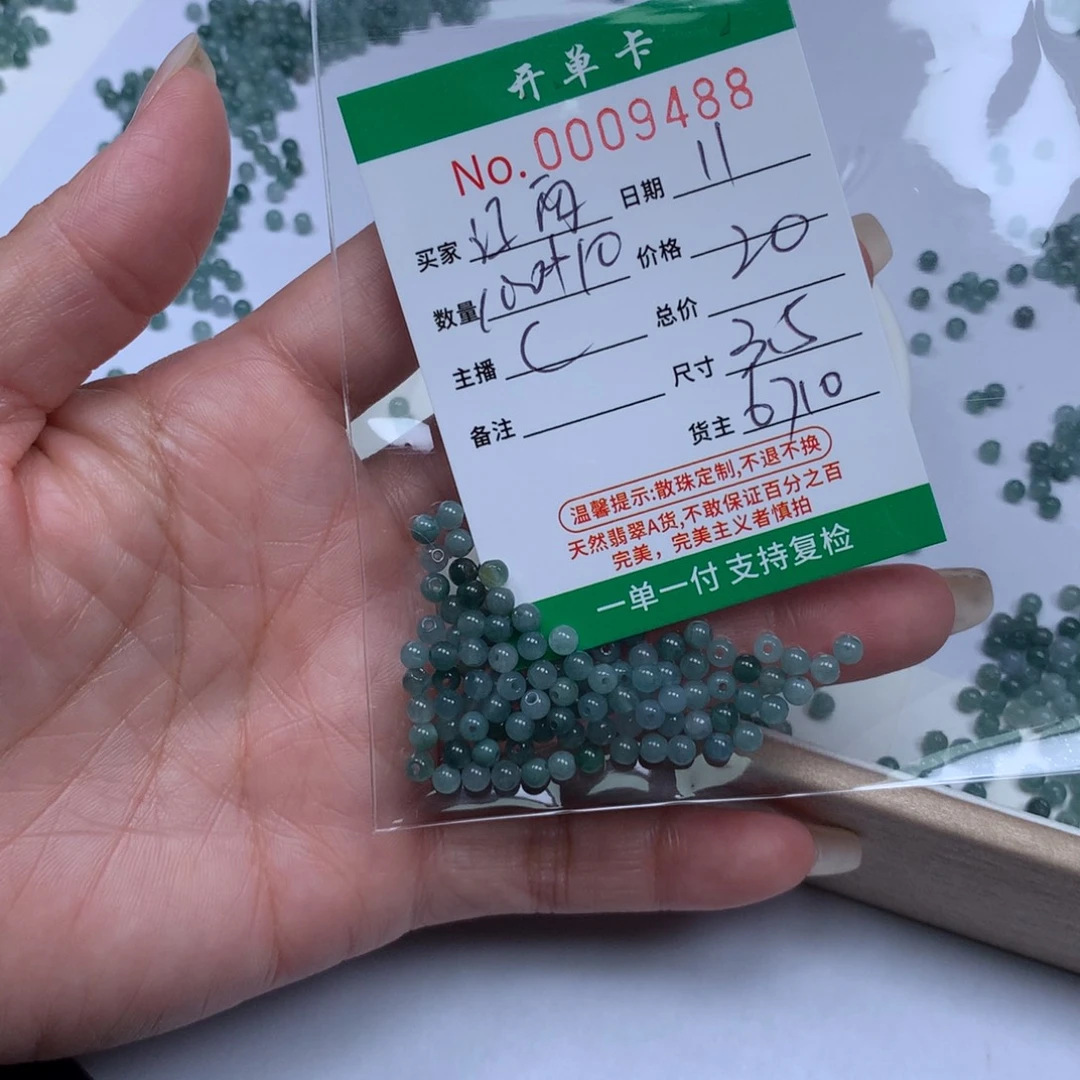 开单卡
No.0009488
买家 江南 日期 11
数量 100+10 价格 20
主播 C 总价
备注 尺寸 3.5
货主 6710
温馨提示:散珠定制,不退不换
天然翡翠A货,不敢保证百分之百
完美，完美主义者慎拍
一单一付 支持复检